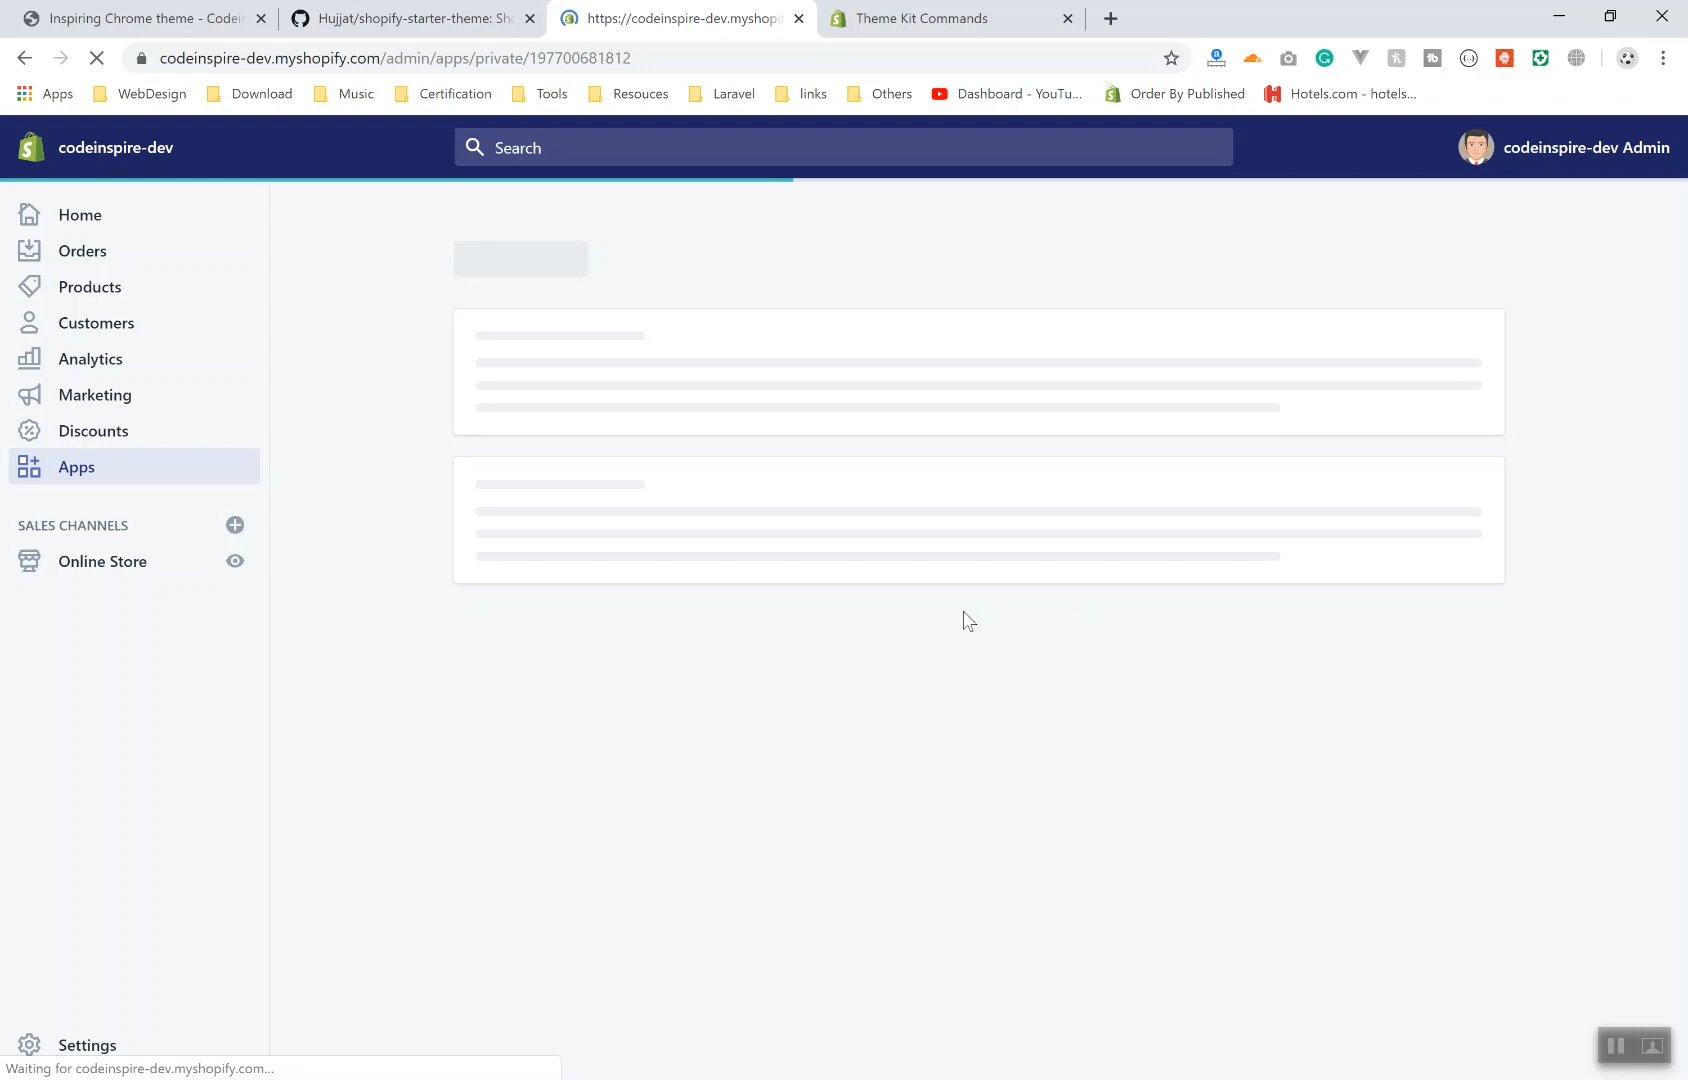 Inspiring Chrome theme - Codein
Hujjat/shopify-starter-theme: Sho
https://codeinspire-dev.myshopif
Theme Kit Commands
codeinspire-dev.myshopify.com/admin/apps/private/197700681812
Apps
WebDesign
Download
Music
Certification
Tools
Resouces
Laravel
links
Others
Dashboard - YouTu...
Order By Published
Hotels.com - hotels...
codeinspire-dev
Search
codeinspire-dev Admin
Home
Orders
Products
Customers
Analytics
Marketing
Discounts
Apps
SALES CHANNELS
Online Store
Settings
Waiting for codeinspire-dev.myshopify.com...